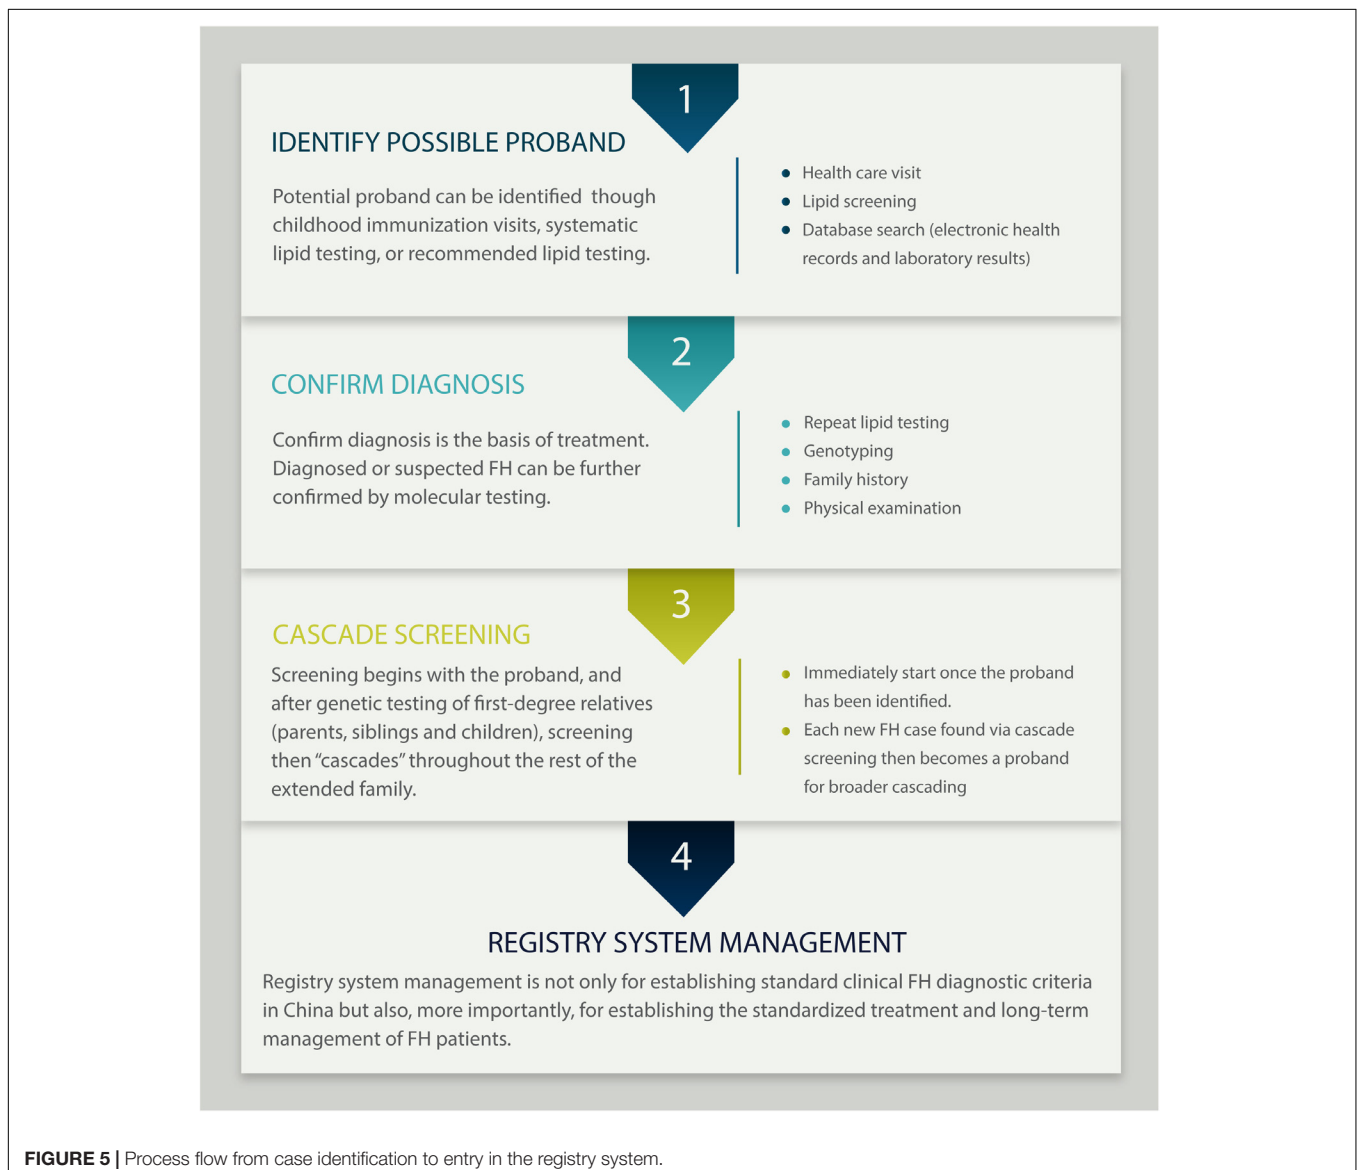 1
IDENTIFY POSSIBLE PROBAND
Potential proband can be identified though
childhood immunization visits, systematic
lipid testing, or recommended lipid testing.
Health care visit
Lipid screening
Database search (electronic health
records and laboratory results)
2
CONFIRM DIAGNOSIS
Confirm diagnosis is the basis of treatment.
Diagnosed or suspected FH can be further
confirmed by molecular testing.
Repeat lipid testing
Genotyping
Family history
Physical examination
3
CASCADE SCREENING
Screening begins with the proband, and
after genetic testing of first-degree relatives
(parents, siblings and children), screening
then “cascades” throughout the rest of the
extended family.
Immediately start once the proband
has been identified.
Each new FH case found via cascade
screening then becomes a proband
for broader cascading
4
REGISTRY SYSTEM MANAGEMENT
Registry system management is not only for establishing standard clinical FH diagnostic criteria
in China but also, more importantly, for establishing the standardized treatment and long-term
management of FH patients.
FIGURE 5 | Process flow from case identification to entry in the registry system.